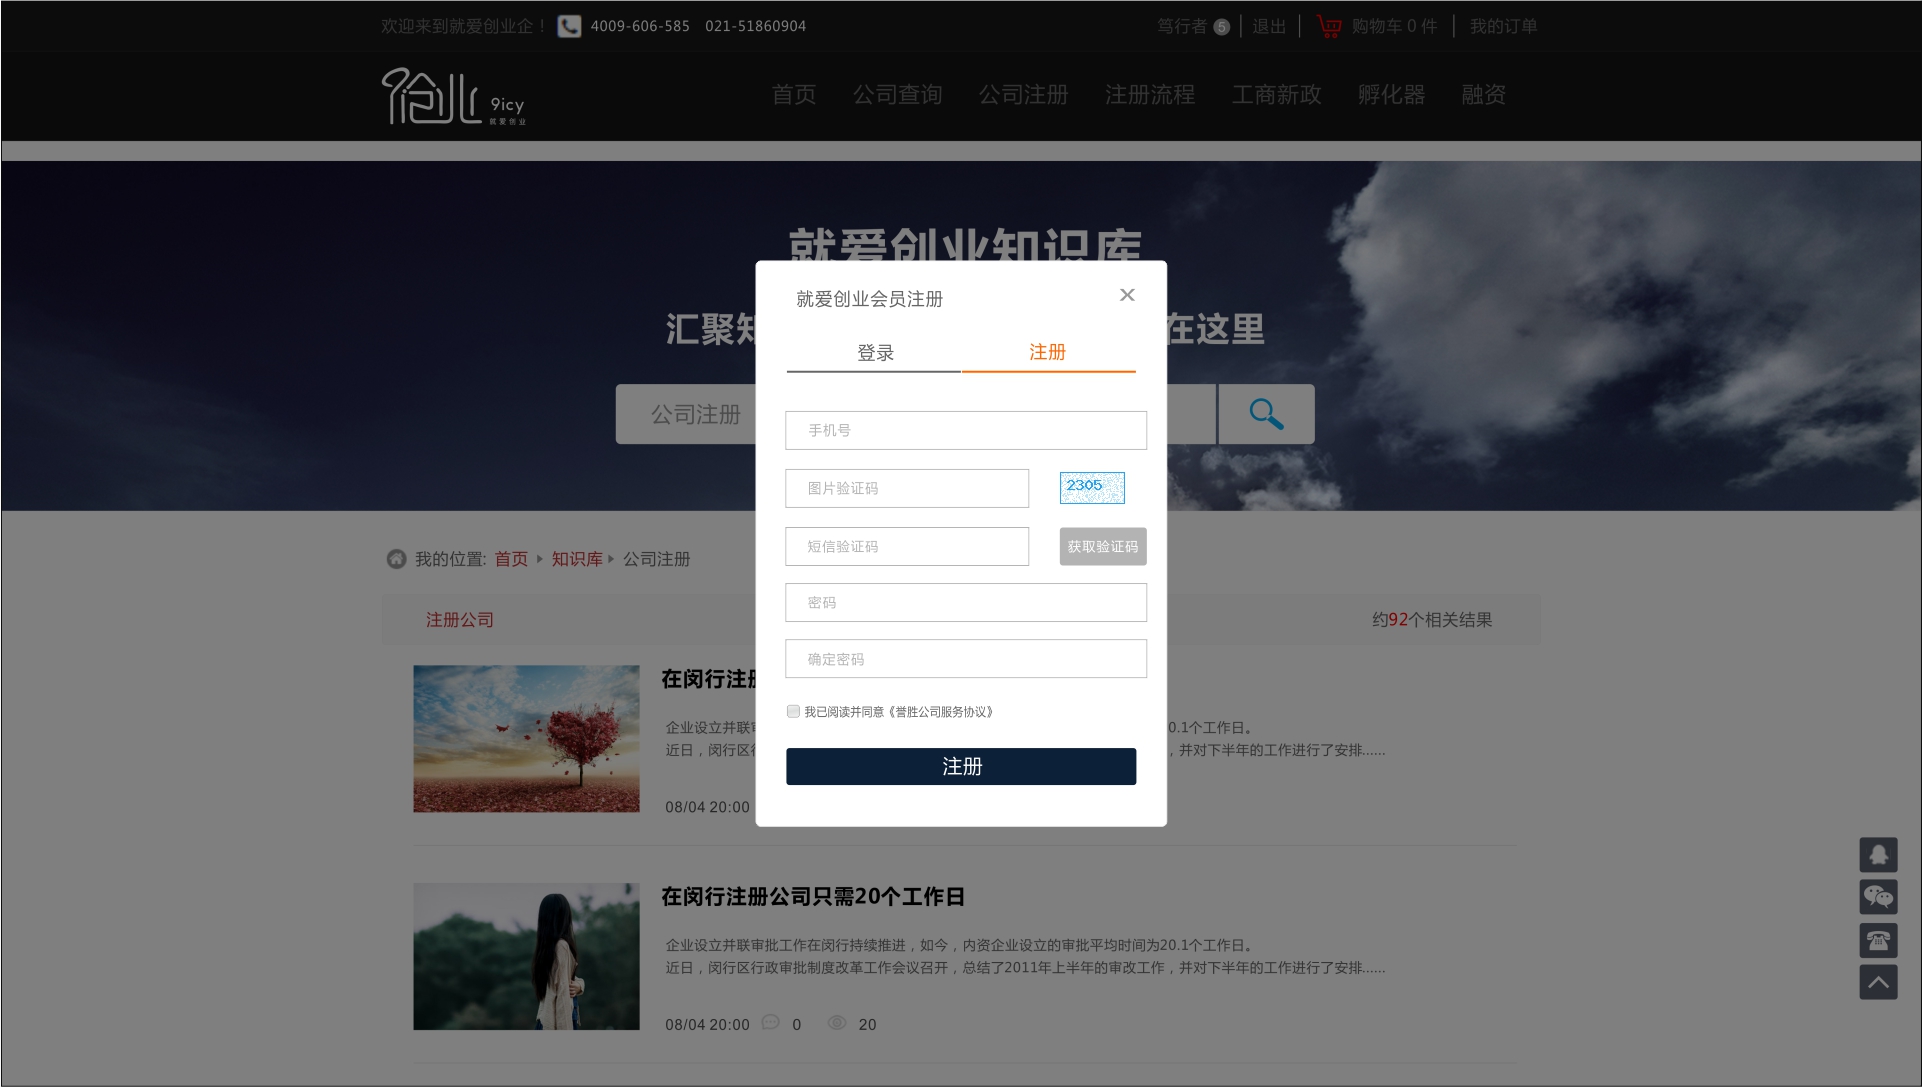 欢迎来到就爱创业企！ 4009-606-585 021-51860904 笃行者 5 退出 购物车 0 件 我的订单
9icy
就爱创业
首页 公司查询 公司注册 注册流程 工商新政 孵化器 融资
就爱创业知识库
汇聚知 在这里
公司注册
就爱创业会员注册
登录 注册
手机号
图片验证码 2305
短信验证码 获取验证码
密码
确定密码
我已阅读并同意《誉胜公司服务协议》
注册
我的位置: 首页 知识库 公司注册
注册公司 约92个相关结果
在闵行注册
企业设立并联审 0.1个工作日。
近日，闵行区行 ，并对下半年的工作进行了安排......
08/04 20:00
在闵行注册公司只需20个工作日
企业设立并联审批工作在闵行持续推进，如今，内资企业设立的审批平均时间为20.1个工作日。
近日，闵行区行政审批制度改革工作会议召开，总结了2011年上半年的审改工作，并对下半年的工作进行了安排......
08/04 20:00 0 20